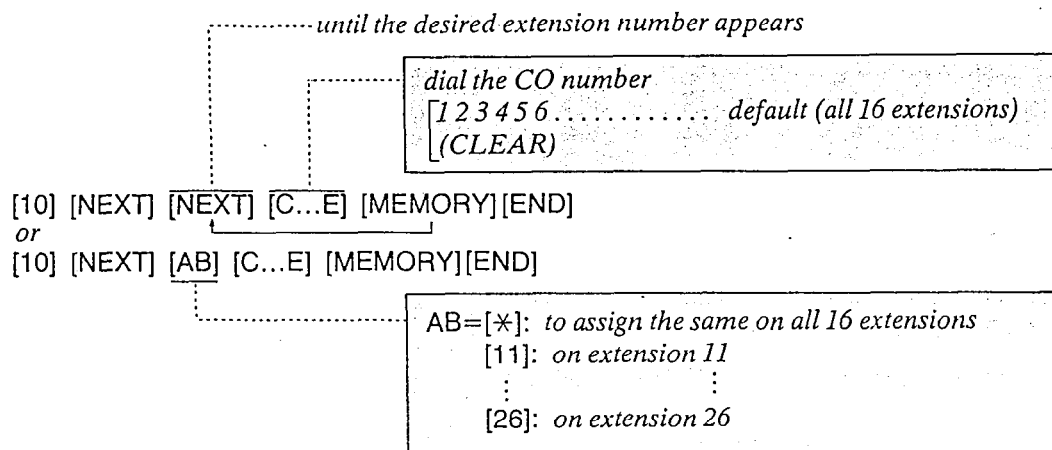 until the desired extension number appears
dial the CO number
1 2 3 4 5 6 ............ default (all 16 extensions)
(CLEAR)
[10] [NEXT] [NEXT] [C...E] [MEMORY] [END]
or
[10] [NEXT] [AB] [C...E] [MEMORY] [END]
AB=[✳]: to assign the same on all 16 extensions
[11]: on extension 11
⋮ ⋮
[26]: on extension 26